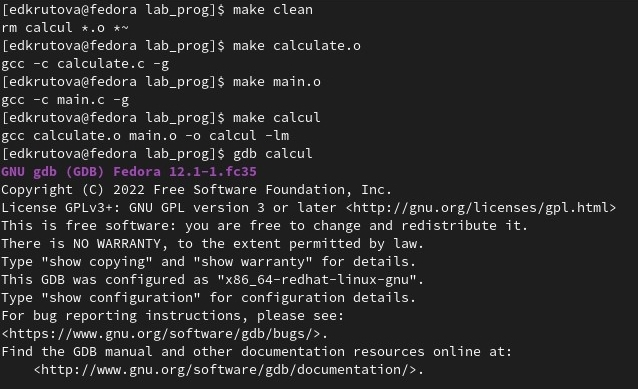 [edkrutova@fedora lab_prog]$ make clean
rm calcul *.o *~
[edkrutova@fedora lab_prog]$ make calculate.o
gcc -c calculate.c -g
[edkrutova@fedora lab_prog]$ make main.o
gcc -c main.c -g
[edkrutova@fedora lab_prog]$ make calcul
gcc calculate.o main.o -o calcul -lm
[edkrutova@fedora lab_prog]$ gdb calcul
GNU gdb (GDB) Fedora 12.1-1.fc35
Copyright (C) 2022 Free Software Foundation, Inc.
License GPLv3+: GNU GPL version 3 or later <http://gnu.org/licenses/gpl.html>
This is free software: you are free to change and redistribute it.
There is NO WARRANTY, to the extent permitted by law.
Type "show copying" and "show warranty" for details.
This GDB was configured as "x86_64-redhat-linux-gnu".
Type "show configuration" for configuration details.
For bug reporting instructions, please see:
<https://www.gnu.org/software/gdb/bugs/>.
Find the GDB manual and other documentation resources online at:
    <http://www.gnu.org/software/gdb/documentation/>.